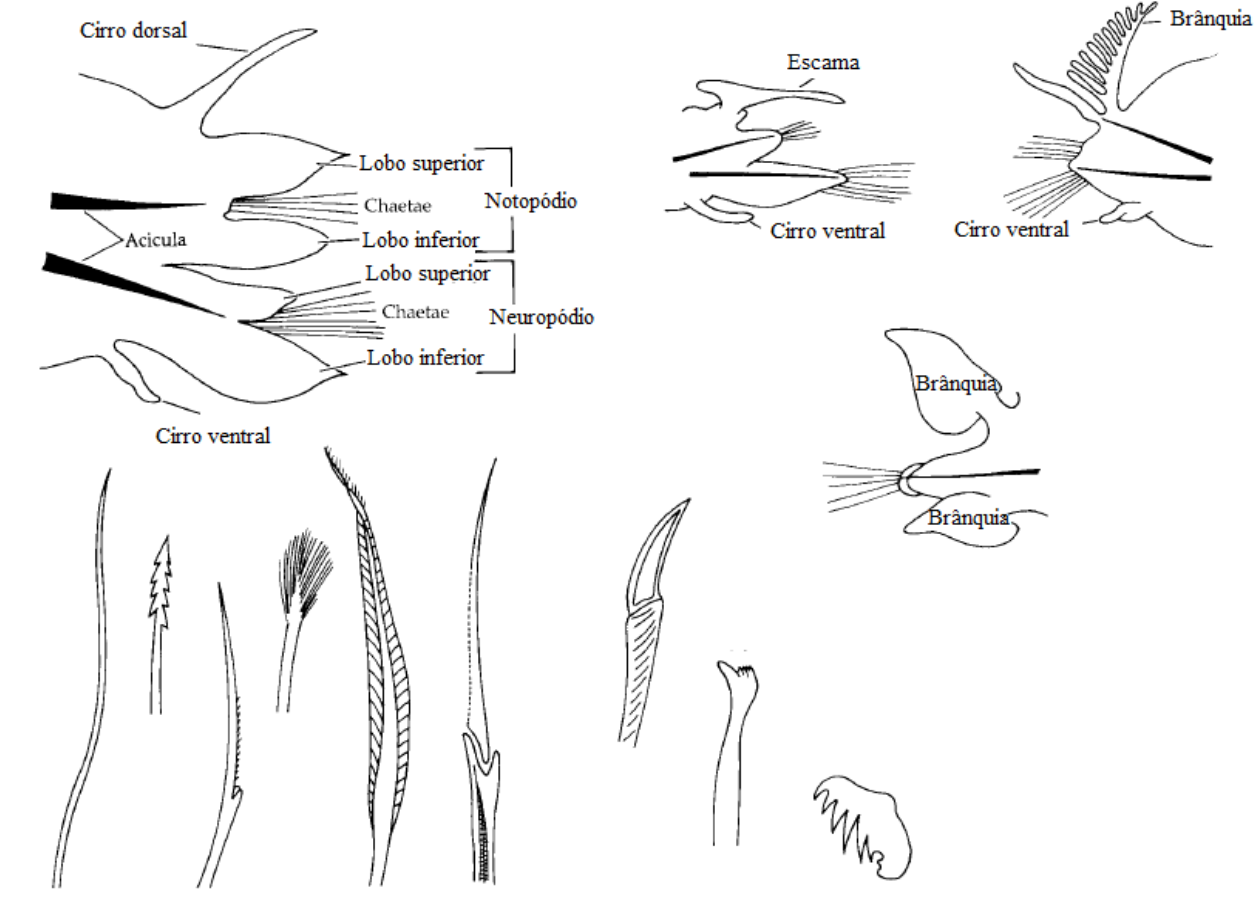 Cirro dorsal
Lobo superior
Chaetae
Notopódio
Acicula
Lobo inferior
Lobo superior
Chaetae
Neuropódio
Lobo inferior
Cirro ventral
Escama
Cirro ventral
Brânquia
Cirro ventral
Brânquia
Brânquia